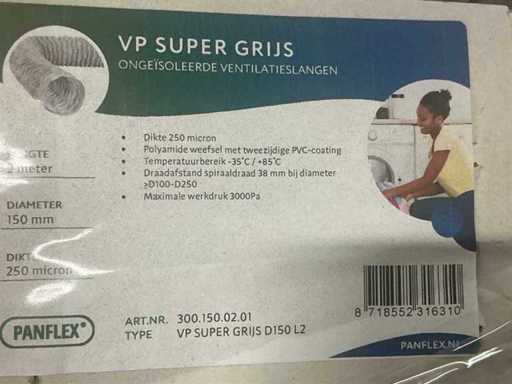 VP SUPER GRIJS
ONGEÏSOLEERDE VENTILATIESLANGEN
• Dikte 250 micron
• Polyamide weefsel met tweezijdige PVC-coating
• Temperatuurbereik -35°C / +85°C
• Draadafstand spiraaldraad 38 mm bij diameter
≥D100-D250
• Maximale werkdruk 3000Pa
2 meter
DIAMETER
150 mm
DIKTE
250 micron
PANFLEX®
ART.NR. 300.150.02.01
TYPE VP SUPER GRIJS D150 L2
8 718552 316310
PANFLEX.NL